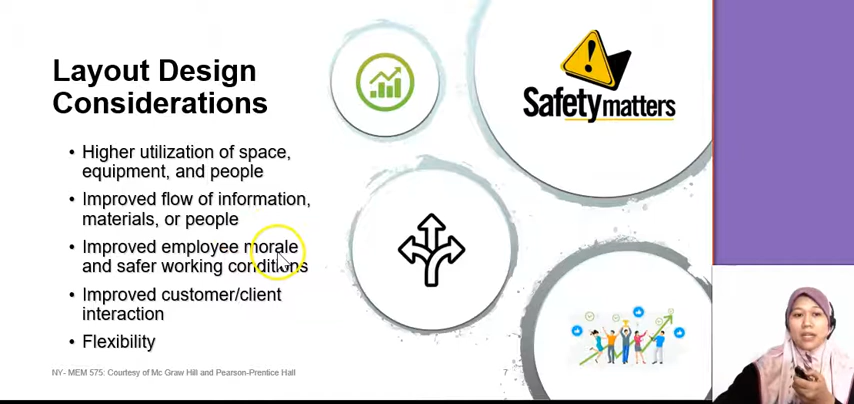 Layout Design
Considerations
• Higher utilization of space,
equipment, and people
• Improved flow of information,
materials, or people
• Improved employee morale
and safer working conditions
• Improved customer/client
interaction
• Flexibility
Safety matters
NY- MEM 575: Courtesy of Mc Graw Hill and Pearson-Prentice Hall
7